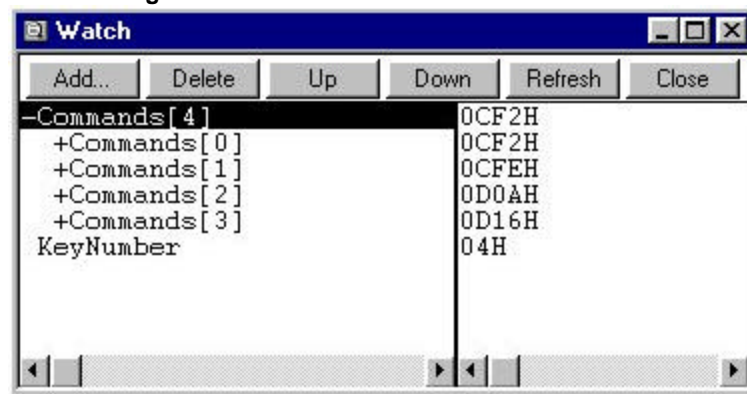 Watch
Add... Delete Up Down Refresh Close
-Commands[4] 0CF2H
+Commands[0] 0CF2H
+Commands[1] 0CFEH
+Commands[2] 0D0AH
+Commands[3] 0D16H
KeyNumber 04H